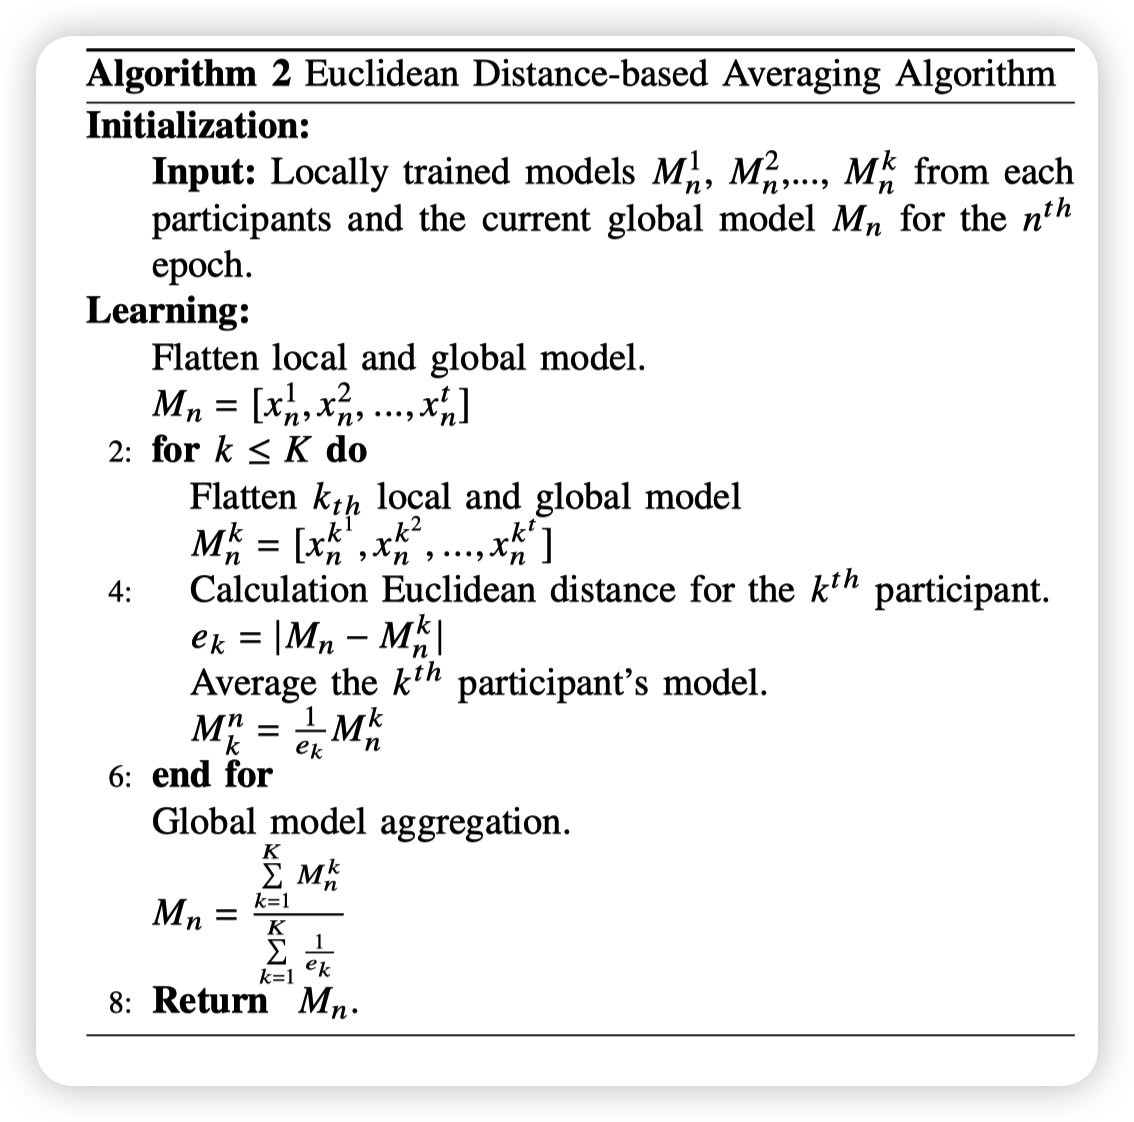 Algorithm 2 Euclidean Distance-based Averaging Algorithm
Initialization:
Input: Locally trained models $M_n^1$, $M_n^2$,..., $M_n^k$ from each
participants and the current global model $M_n$ for the $n^{th}$
epoch.
Learning:
Flatten local and global model.
$M_n = [x_n^1, x_n^2, ..., x_n^t]$
2: for $k \leq K$ do
Flatten $k_{th}$ local and global model
$M_n^k = [x_n^{k^1}, x_n^{k^2}, ..., x_n^{k^t}]$
4: Calculation Euclidean distance for the $k^{th}$ participant.
$e_k = |M_n - M_n^k|$
Average the $k^{th}$ participant's model.
$M_k^n = \frac{1}{e_k} M_n^k$
6: end for
Global model aggregation.
$M_n = \frac{\sum_{k=1}^{K} M_n^k}{\sum_{k=1}^{K} \frac{1}{e_k}}$
8: Return $M_n$.